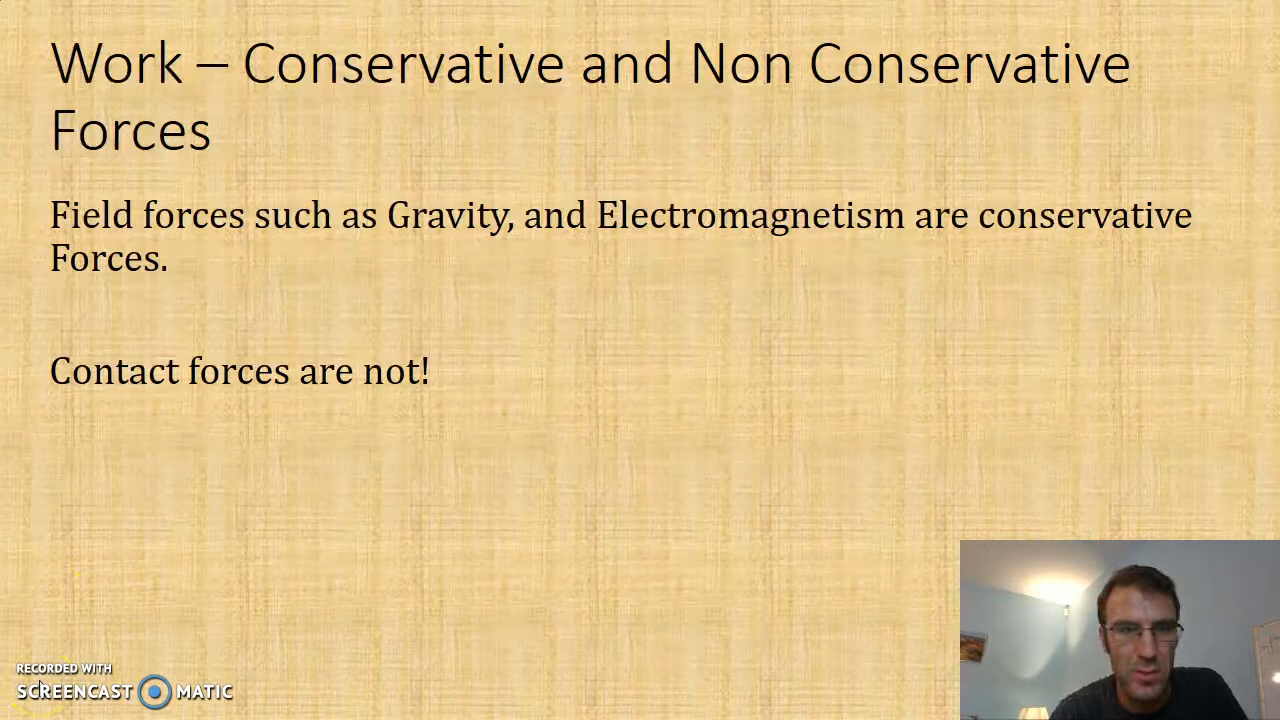 Work – Conservative and Non Conservative
Forces
Field forces such as Gravity, and Electromagnetism are conservative
Forces.
Contact forces are not!
RECORDED WITH
SCREENCAST MATIC